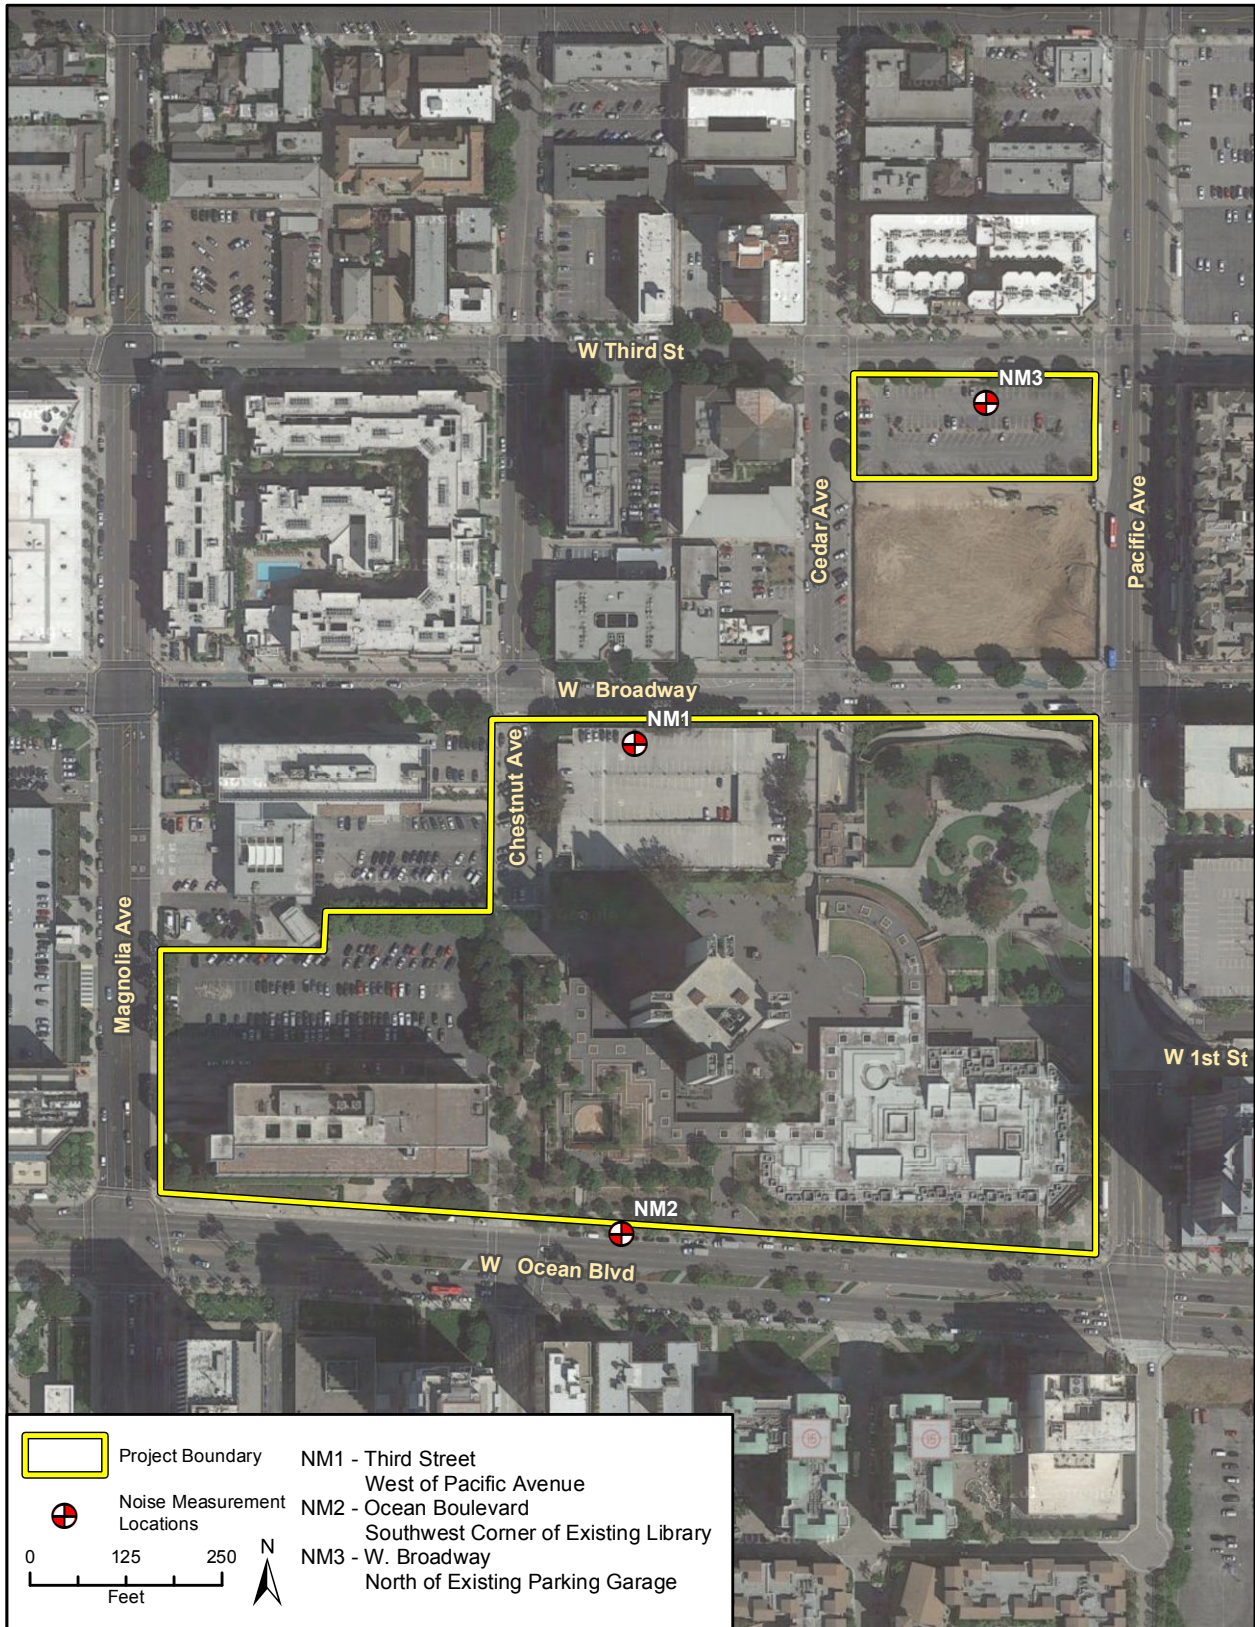 W Third St
NM3
Cedar Ave
Pacific Ave
W Broadway
NM1
Chestnut Ave
Magnolia Ave
W 1st St
NM2
W Ocean Blvd
Project Boundary
Noise Measurement
Locations
0 125 250
Feet
N
NM1 - Third Street
West of Pacific Avenue
NM2 - Ocean Boulevard
Southwest Corner of Existing Library
NM3 - W. Broadway
North of Existing Parking Garage